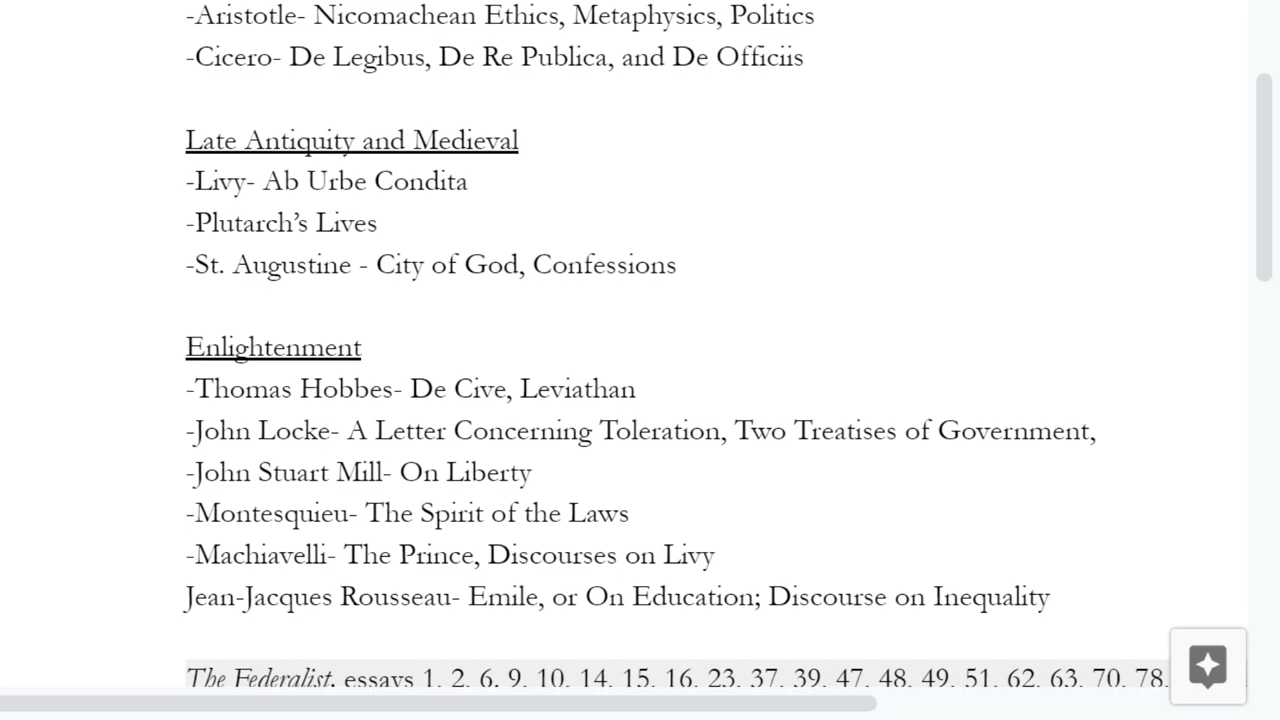 -Aristotle- Nicomachean Ethics, Metaphysics, Politics
-Cicero- De Legibus, De Re Publica, and De Officiis
Late Antiquity and Medieval
-Livy- Ab Urbe Condita
-Plutarch’s Lives
-St. Augustine - City of God, Confessions
Enlightenment
-Thomas Hobbes- De Cive, Leviathan
-John Locke- A Letter Concerning Toleration, Two Treatises of Government,
-John Stuart Mill- On Liberty
-Montesquieu- The Spirit of the Laws
-Machiavelli- The Prince, Discourses on Livy
Jean-Jacques Rousseau- Emile, or On Education; Discourse on Inequality
The Federalist, essays 1, 2, 6, 9, 10, 14, 15, 16, 23, 37, 39, 47, 48, 49, 51, 62, 63, 70, 78,